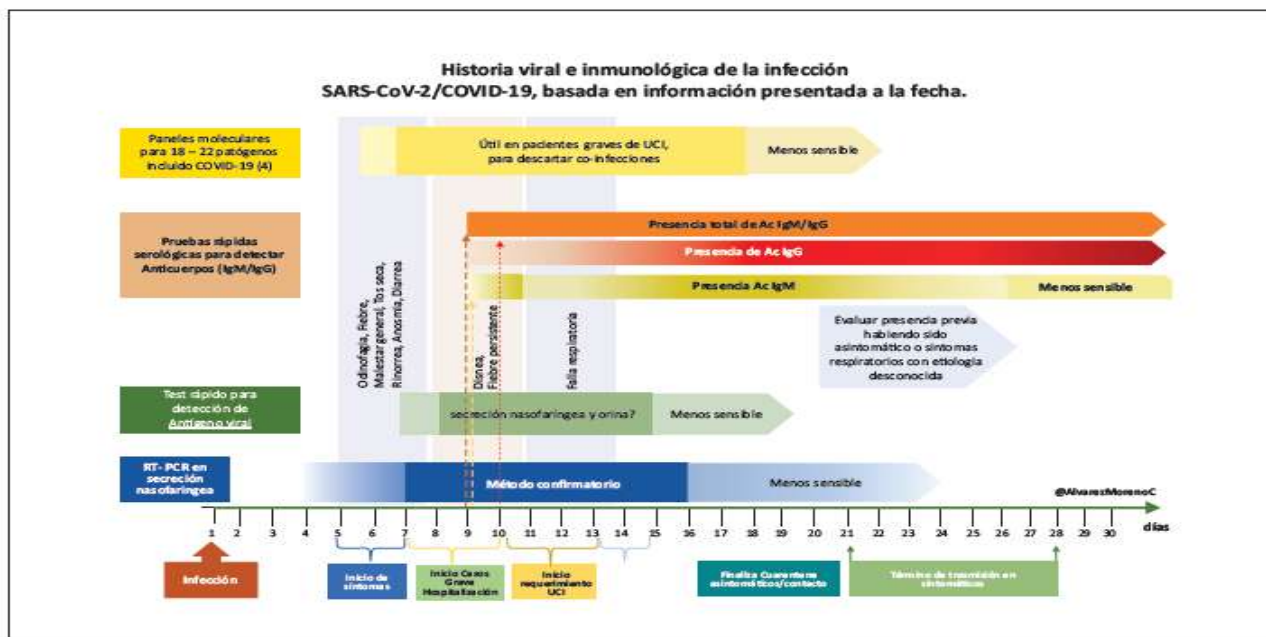 Historia viral e inmunológica de la infección
SARS-CoV-2/COVID-19, basada en información presentada a la fecha.
Paneles moleculares
para 18 – 22 patógenos
incluido COVID-19 (4)
Útil en pacientes graves de UCI,
para descartar co-infecciones
Menos sensible
Pruebas rápidas
serológicas para detectar
Anticuerpos (IgM/IgG)
Presencia total de Ac IgM/IgG
Presencia de Ac IgG
Presencia Ac IgM
Menos sensible
Odinofagia, Fiebre,
Malestar general, Tos seca,
Rinorrea, Anosmia, Diarrea
Disnea,
Fiebre persistente
Falla respiratoria
Evaluar presencia previa
habiendo sido
asintomático o síntomas
respiratorios con etiología
desconocida
Test rápido para
detección de
Antígeno viral
secreción nasofaríngea y orina?
Menos sensible
RT- PCR en
secreción
nasofaríngea
Método confirmatorio
Menos sensible
@AlvarezMorenoC
días
1 2 3 4 5 6 7 8 9 10 11 12 13 14 15 16 17 18 19 20 21 22 23 24 25 26 27 28 29 30
Infección
Inicio de
síntomas
Inicio Casos
Grave
Hospitalización
Inicio
requerimiento
UCI
Finaliza Cuarentena
asintomáticos/contacto
Término de trasmisión en
sintomáticos